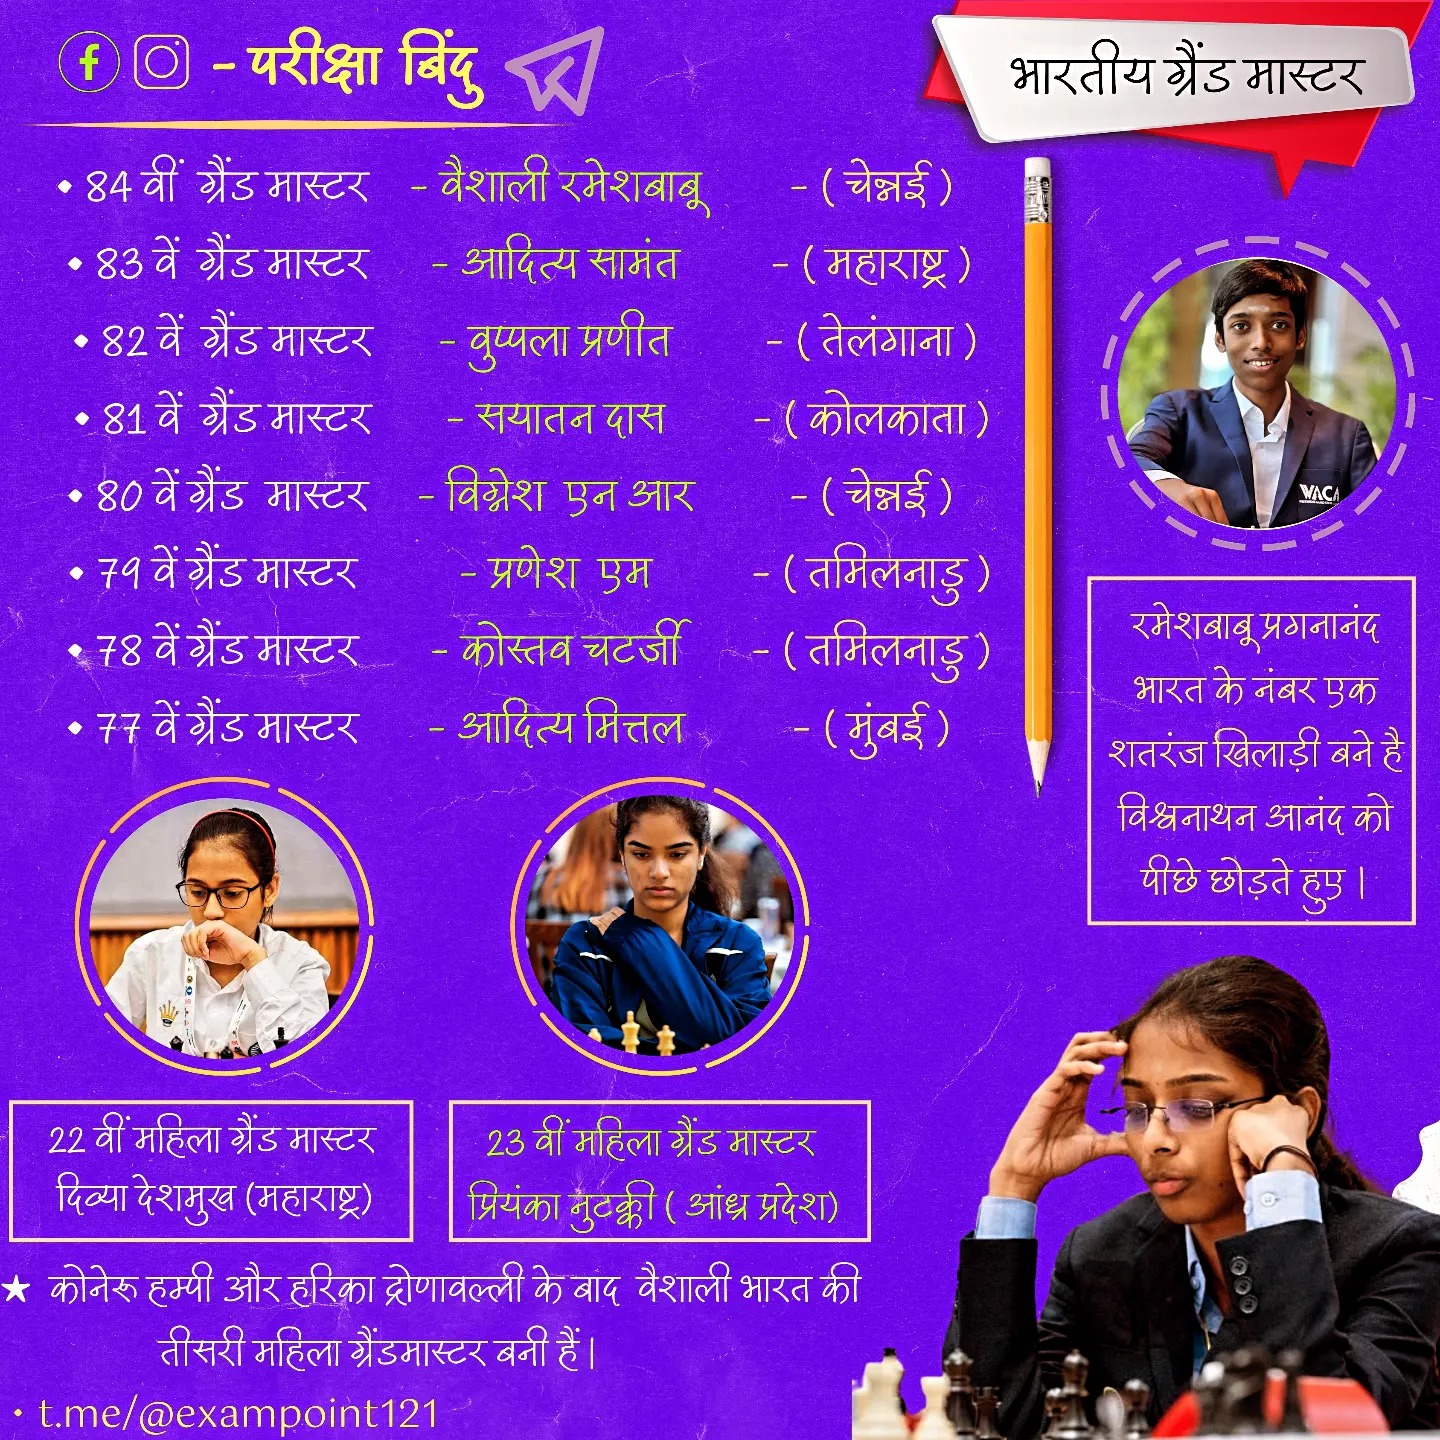 f - परीक्षा बिंदु
भारतीय ग्रैंड मास्टर
• 84 वीं ग्रैंड मास्टर - वैशाली रमेशबाबू - ( चेन्नई )
• 83 वें ग्रैंड मास्टर - आदित्य सामंत - ( महाराष्ट्र )
• 82 वें ग्रैंड मास्टर - वुप्पला प्रणीत - ( तेलंगाना )
• 81 वें ग्रैंड मास्टर - सयातन दास - ( कोलकाता )
• 80 वें ग्रैंड मास्टर - विग्नेश एन आर - ( चेन्नई )
• 79 वें ग्रैंड मास्टर - प्रणेश एम - ( तमिलनाडु )
• 78 वें ग्रैंड मास्टर - कोस्तव चटर्जी - ( तमिलनाडु )
• 77 वें ग्रैंड मास्टर - आदित्य मित्तल - ( मुंबई )
WACA
रमेशबाबू प्रगनानंद
भारत के नंबर एक
शतरंज खिलाड़ी बने है
विश्वनाथन आनंद को
पीछे छोड़ते हुए |
22 वीं महिला ग्रैंड मास्टर
दिव्या देशमुख (महाराष्ट्र)
23 वीं महिला ग्रैंड मास्टर
प्रियंका नुटक्की ( आंध्र प्रदेश)
★ कोनेरू हम्पी और हरिका द्रोणावल्ली के बाद वैशाली भारत की
तीसरी महिला ग्रैंडमास्टर बनी हैं |
• t.me/@exampoint121